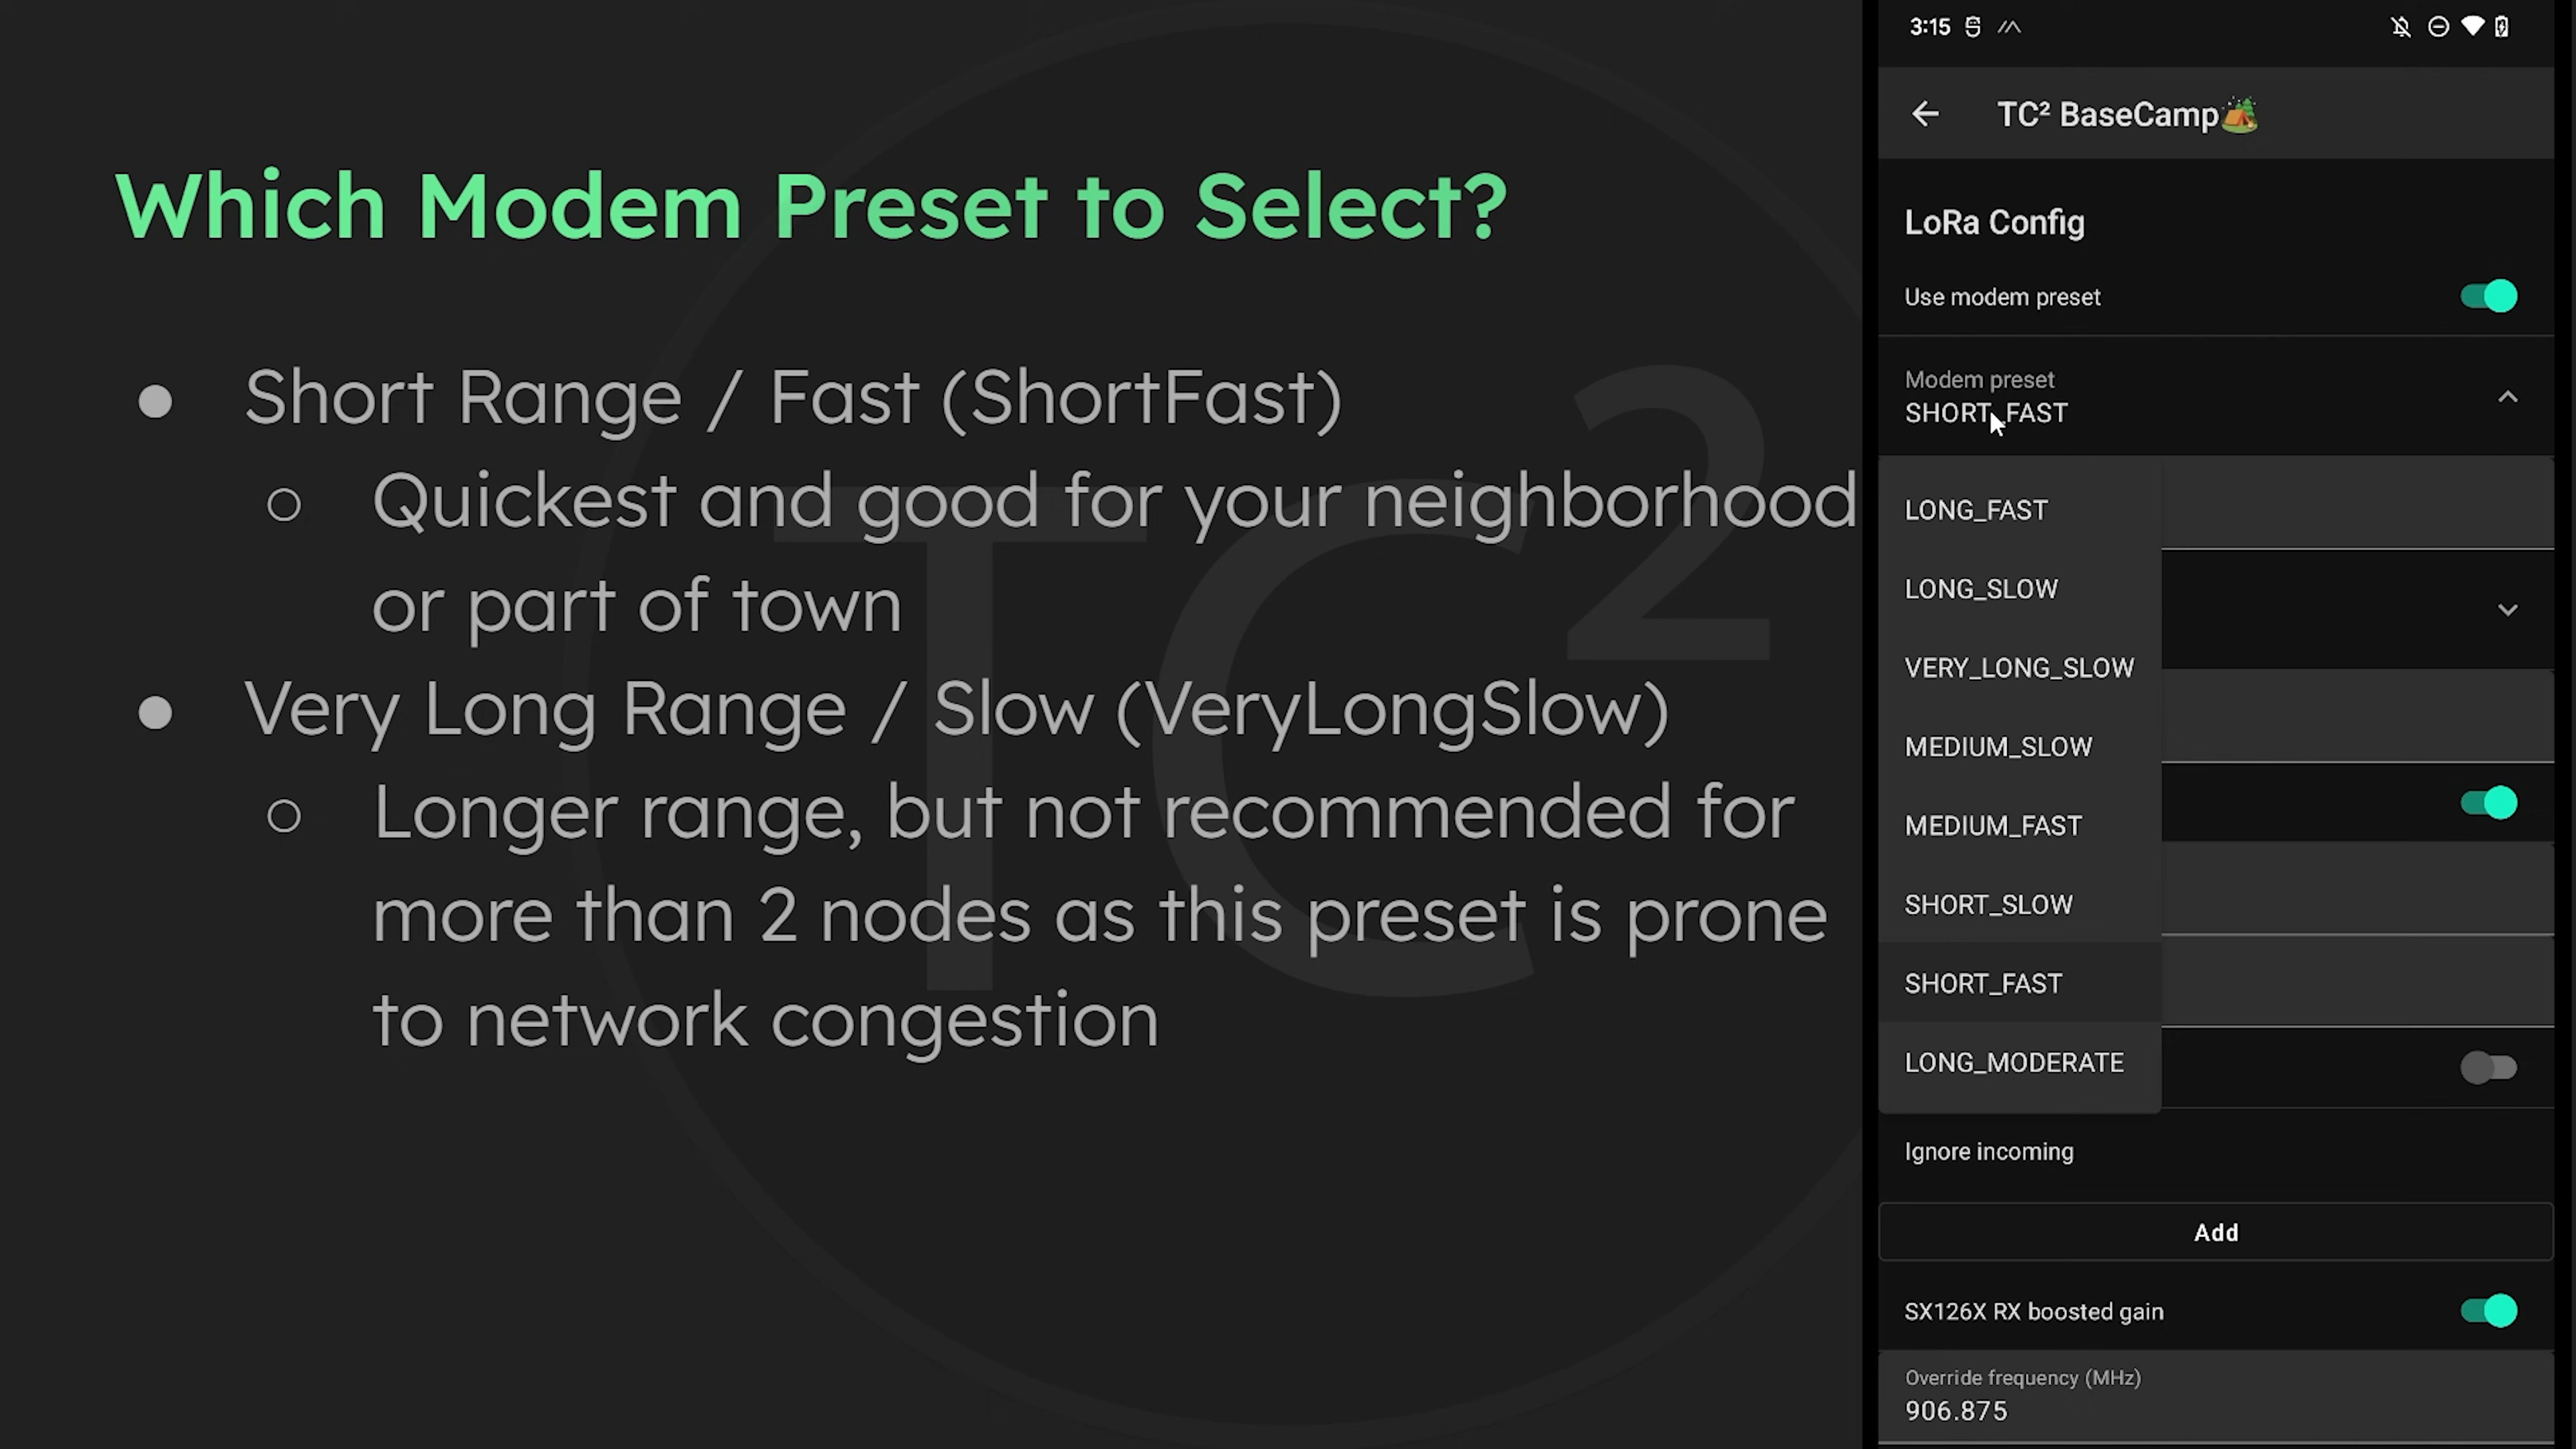 Which Modem Preset to Select?
● Short Range / Fast (ShortFast)
○ Quickest and good for your neighborhood
or part of town
● Very Long Range / Slow (VeryLongSlow)
○ Longer range, but not recommended for
more than 2 nodes as this preset is prone
to network congestion
TC²
3:15
TC² BaseCamp🏕️
LoRa Config
Use modem preset
Modem preset
SHORT_FAST
LONG_FAST
LONG_SLOW
VERY_LONG_SLOW
MEDIUM_SLOW
MEDIUM_FAST
SHORT_SLOW
SHORT_FAST
LONG_MODERATE
Ignore incoming
Add
SX126X RX boosted gain
Override frequency (MHz)
906.875